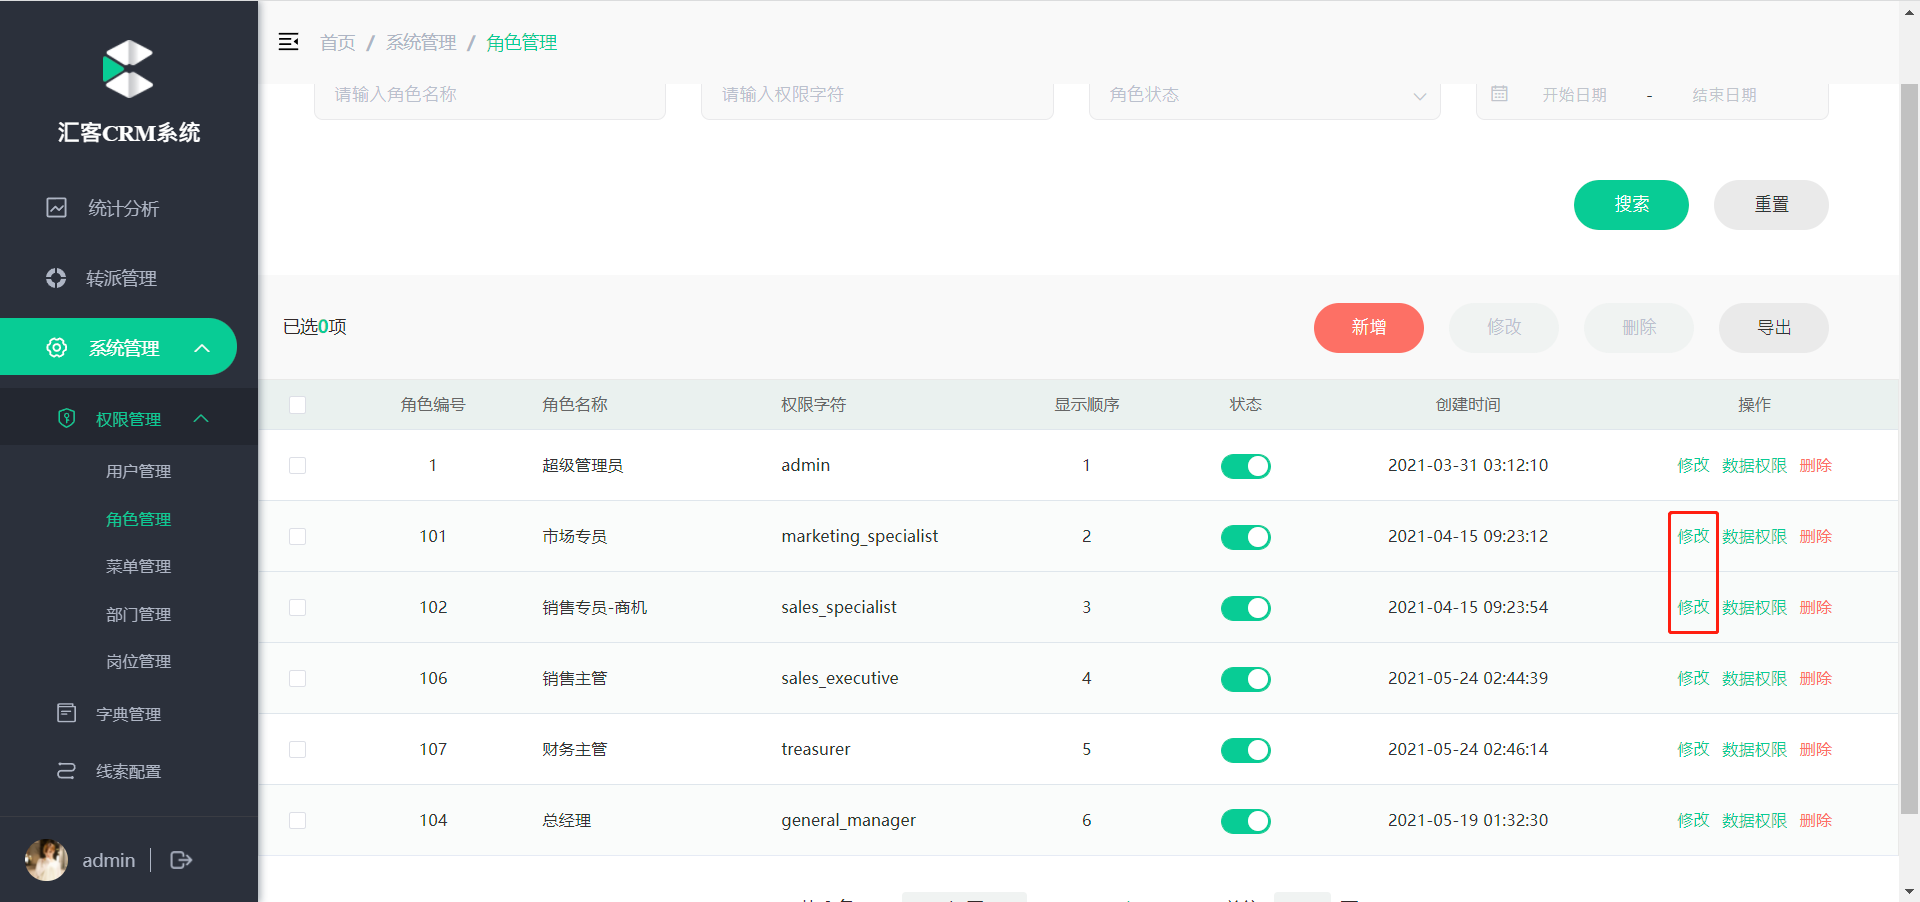 汇客CRM系统
统计分析
转派管理
系统管理
权限管理
用户管理
角色管理
菜单管理
部门管理
岗位管理
字典管理
线索配置
admin
首页 / 系统管理 / 角色管理
请输入角色名称 请输入权限字符 角色状态 开始日期 - 结束日期
搜索 重置
已选0项 新增 修改 删除 导出
角色编号 角色名称 权限字符 显示顺序 状态 创建时间 操作
1 超级管理员 admin 1 2021-03-31 03:12:10 修改 数据权限 删除
101 市场专员 marketing_specialist 2 2021-04-15 09:23:12 修改 数据权限 删除
102 销售专员-商机 sales_specialist 3 2021-04-15 09:23:54 修改 数据权限 删除
106 销售主管 sales_executive 4 2021-05-24 02:44:39 修改 数据权限 删除
107 财务主管 treasurer 5 2021-05-24 02:46:14 修改 数据权限 删除
104 总经理 general_manager 6 2021-05-19 01:32:30 修改 数据权限 删除